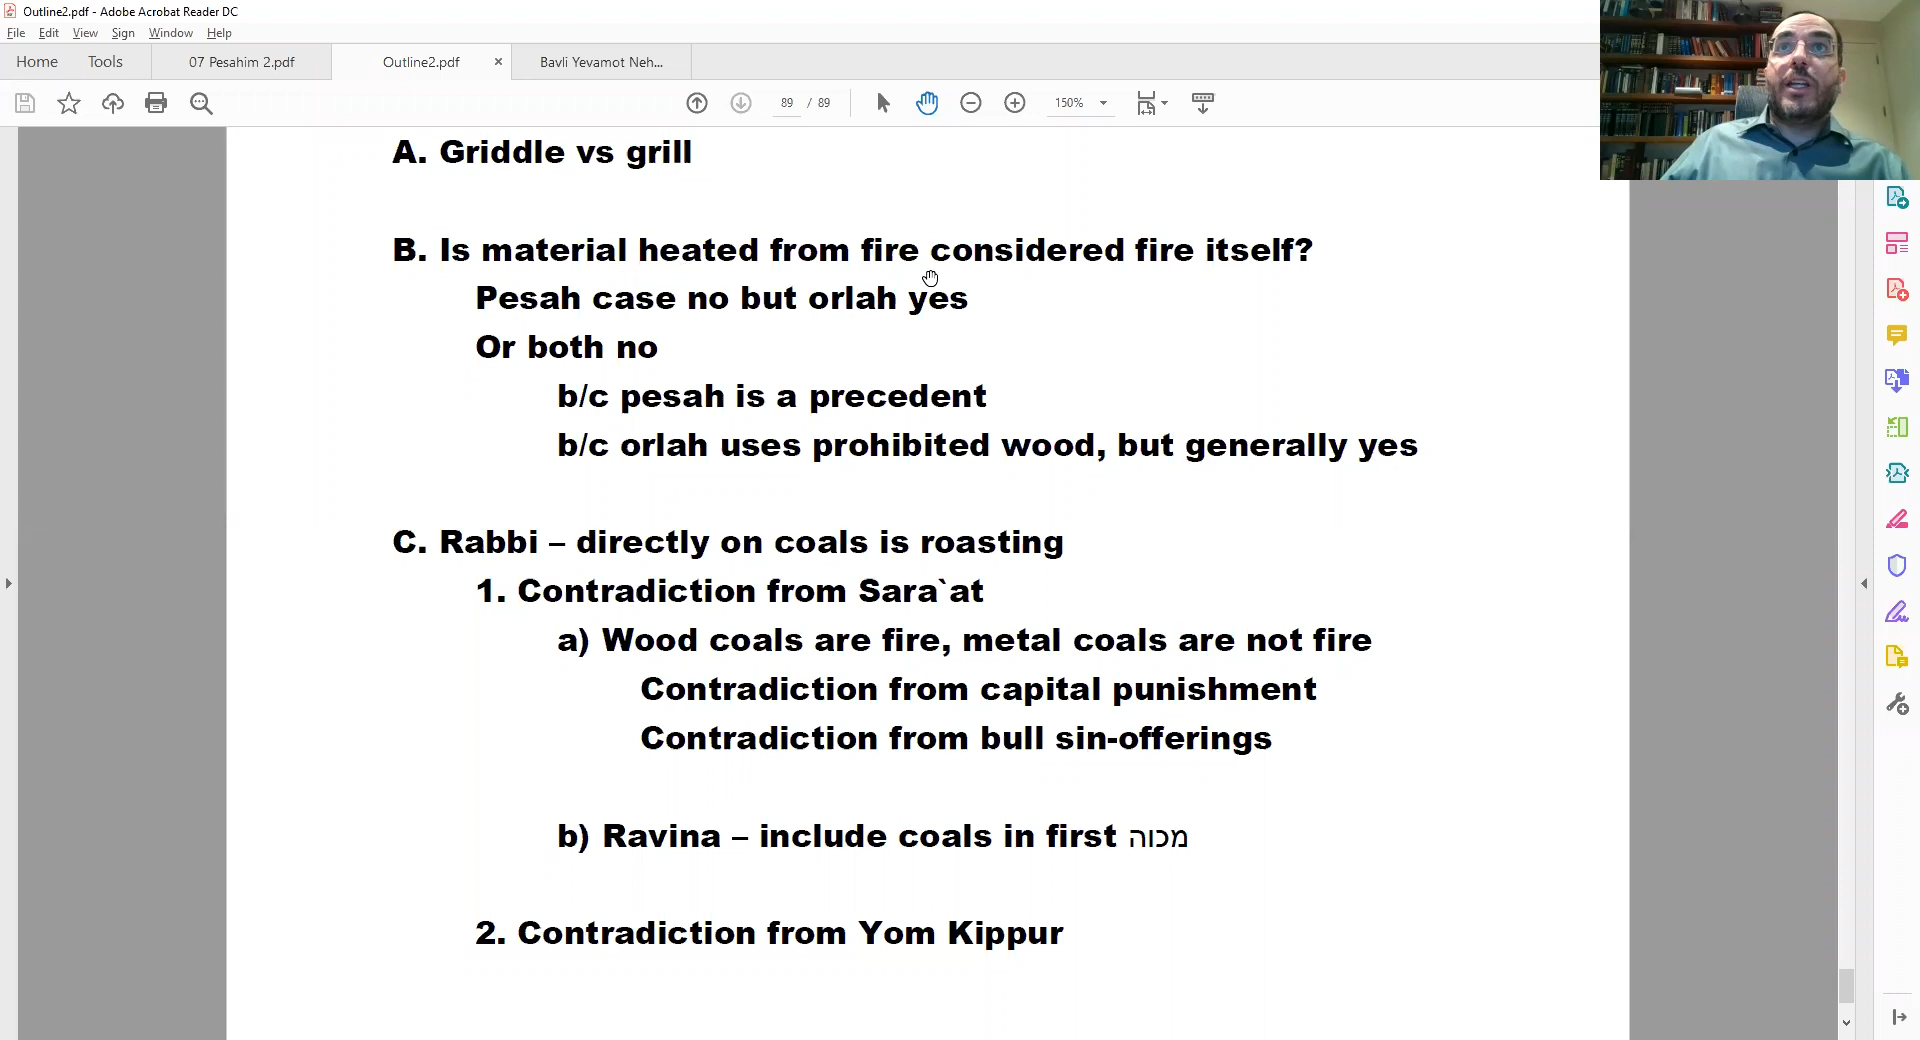 Outline2.pdf - Adobe Acrobat Reader DC
File Edit View Sign Window Help
Home Tools 07 Pesahim 2.pdf Outline2.pdf × Bavli Yevamot Neh...
89 / 89 150%
A. Griddle vs grill
B. Is material heated from fire considered fire itself?
Pesah case no but orlah yes
Or both no
b/c pesah is a precedent
b/c orlah uses prohibited wood, but generally yes
C. Rabbi – directly on coals is roasting
1. Contradiction from Sara`at
a) Wood coals are fire, metal coals are not fire
Contradiction from capital punishment
Contradiction from bull sin-offerings
b) Ravina – include coals in first מכוה
2. Contradiction from Yom Kippur